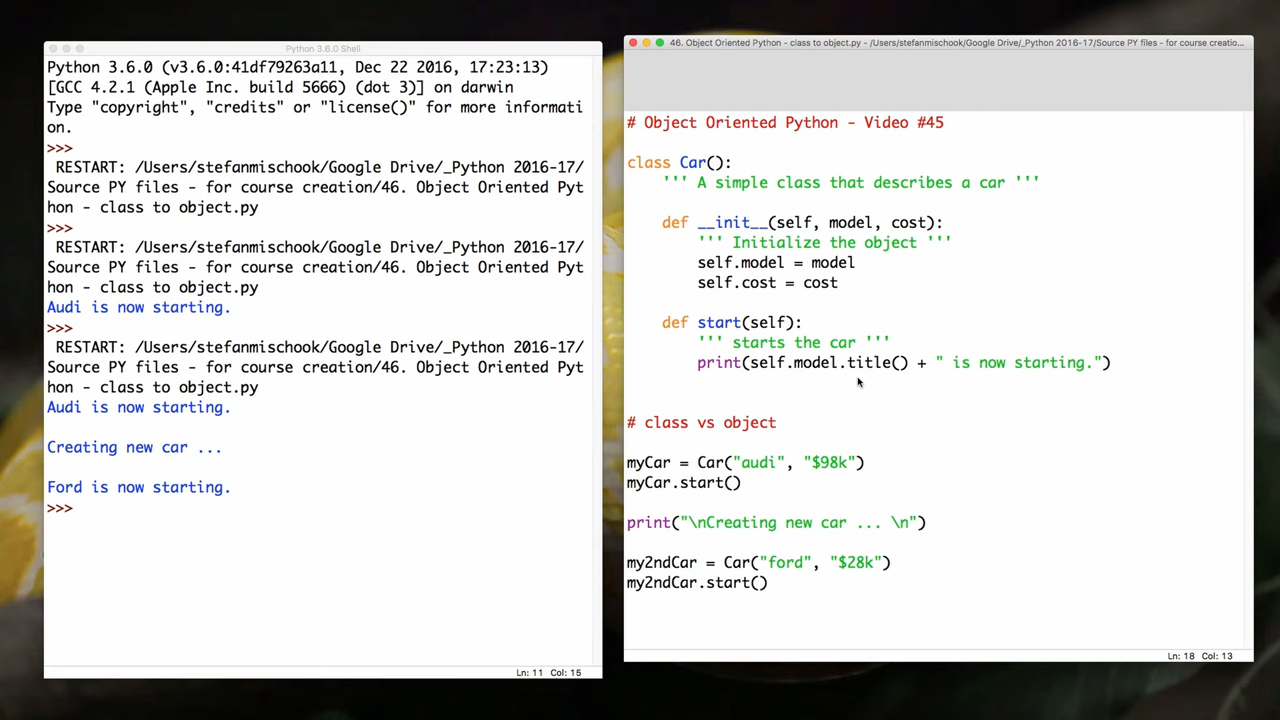 Python 3.6.0 Shell
Python 3.6.0 (v3.6.0:41df79263a11, Dec 22 2016, 17:23:13)
[GCC 4.2.1 (Apple Inc. build 5666) (dot 3)] on darwin
Type "copyright", "credits" or "license()" for more informati
on.
>>>
RESTART: /Users/stefanmischook/Google Drive/_Python 2016-17/
Source PY files - for course creation/46. Object Oriented Pyt
hon - class to object.py
>>>
RESTART: /Users/stefanmischook/Google Drive/_Python 2016-17/
Source PY files - for course creation/46. Object Oriented Pyt
hon - class to object.py
Audi is now starting.
>>>
RESTART: /Users/stefanmischook/Google Drive/_Python 2016-17/
Source PY files - for course creation/46. Object Oriented Pyt
hon - class to object.py
Audi is now starting.
Creating new car ...
Ford is now starting.
>>>
Ln: 11 Col: 15
46. Object Oriented Python - class to object.py - /Users/stefanmischook/Google Drive/_Python 2016-17/Source PY files - for course creatio...
# Object Oriented Python - Video #45
class Car():
    ''' A simple class that describes a car '''
    def __init__(self, model, cost):
        ''' Initialize the object '''
        self.model = model
        self.cost = cost
    def start(self):
        ''' starts the car '''
        print(self.model.title() + " is now starting.")
# class vs object
myCar = Car("audi", "$98k")
myCar.start()
print("\nCreating new car ... \n")
my2ndCar = Car("ford", "$28k")
my2ndCar.start()
Ln: 18 Col: 13